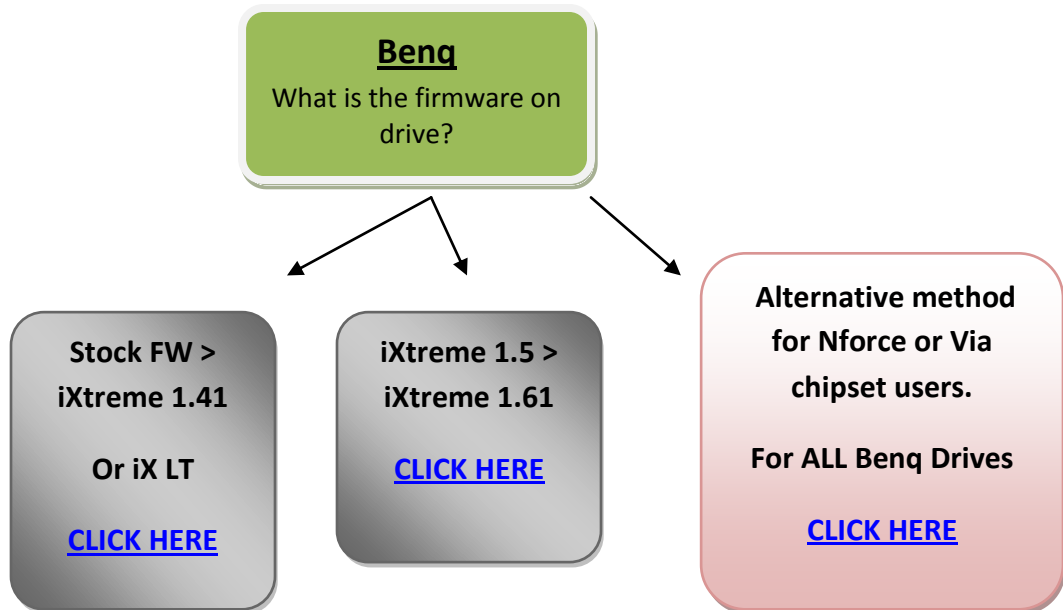 Benq
What is the firmware on
drive?
Stock FW >
iXtreme 1.41
Or iX LT
CLICK HERE
iXtreme 1.5 >
iXtreme 1.61
CLICK HERE
Alternative method
for Nforce or Via
chipset users.
For ALL Benq Drives
CLICK HERE